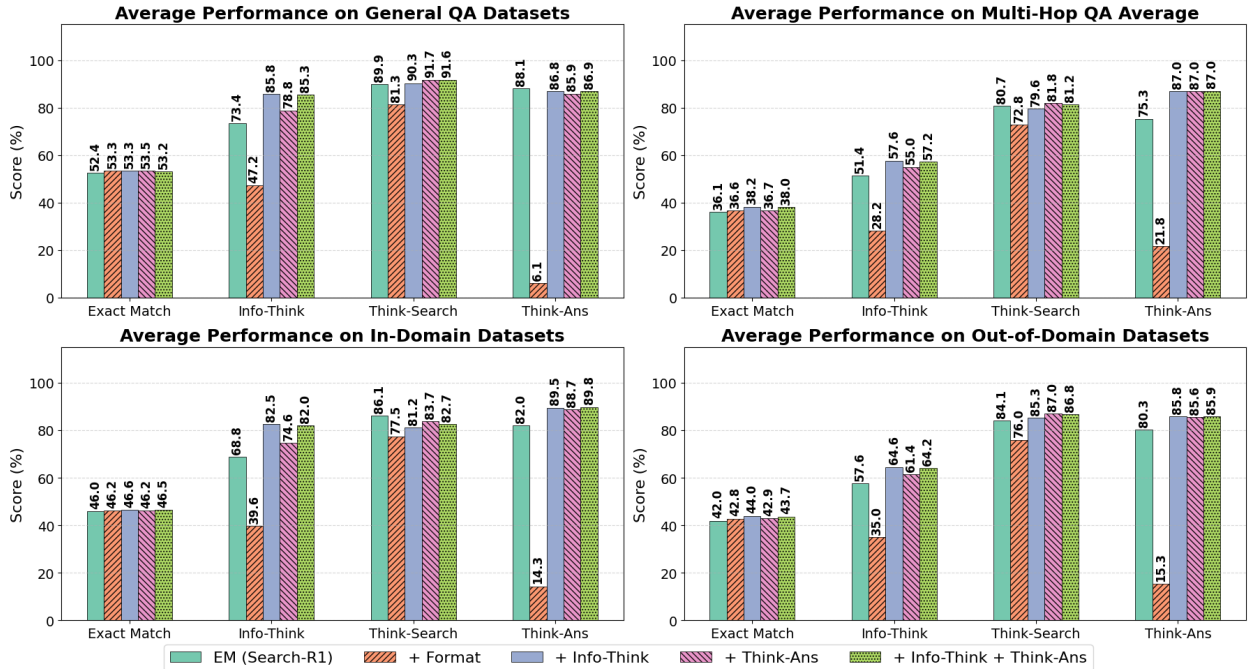 Average Performance on General QA Datasets
Score (%)
100
80
60
40
20
0
52.4 53.3 53.3 53.5 53.2
73.4 47.2 85.8 78.8 85.3
89.9 81.3 90.3 91.7 91.6
88.1 6.1 86.8 85.9 86.9
Exact Match Info-Think Think-Search Think-Ans
Average Performance on Multi-Hop QA Average
Score (%)
100
80
60
40
20
0
36.1 36.6 38.2 36.7 38.0
51.4 28.2 57.6 55.0 57.2
80.7 72.8 79.6 81.8 81.2
75.3 21.8 87.0 87.0 87.0
Exact Match Info-Think Think-Search Think-Ans
Average Performance on In-Domain Datasets
Score (%)
100
80
60
40
20
0
46.0 46.2 46.6 46.2 46.5
68.8 39.6 82.5 74.6 82.0
86.1 77.5 81.2 83.7 82.7
82.0 14.3 89.5 88.7 89.8
Exact Match Info-Think Think-Search Think-Ans
Average Performance on Out-of-Domain Datasets
Score (%)
100
80
60
40
20
0
42.0 42.8 44.0 42.9 43.7
57.6 35.0 64.6 61.4 64.2
84.1 76.0 85.3 87.0 86.8
80.3 15.3 85.8 85.6 85.9
Exact Match Info-Think Think-Search Think-Ans
EM (Search-R1) + Format + Info-Think + Think-Ans + Info-Think + Think-Ans